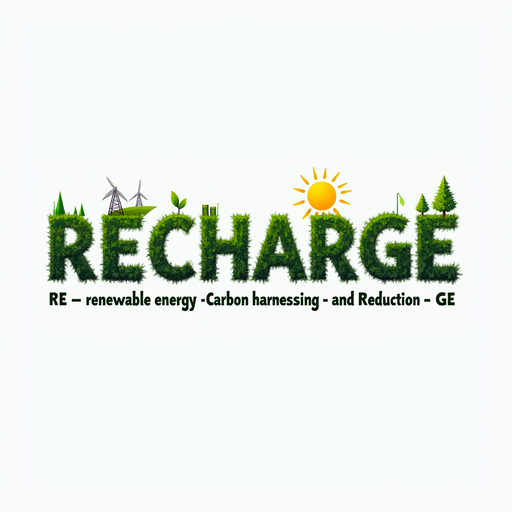 RECHARGE
RE – renewable energy -Carbon harnessing - and Reduction - GE